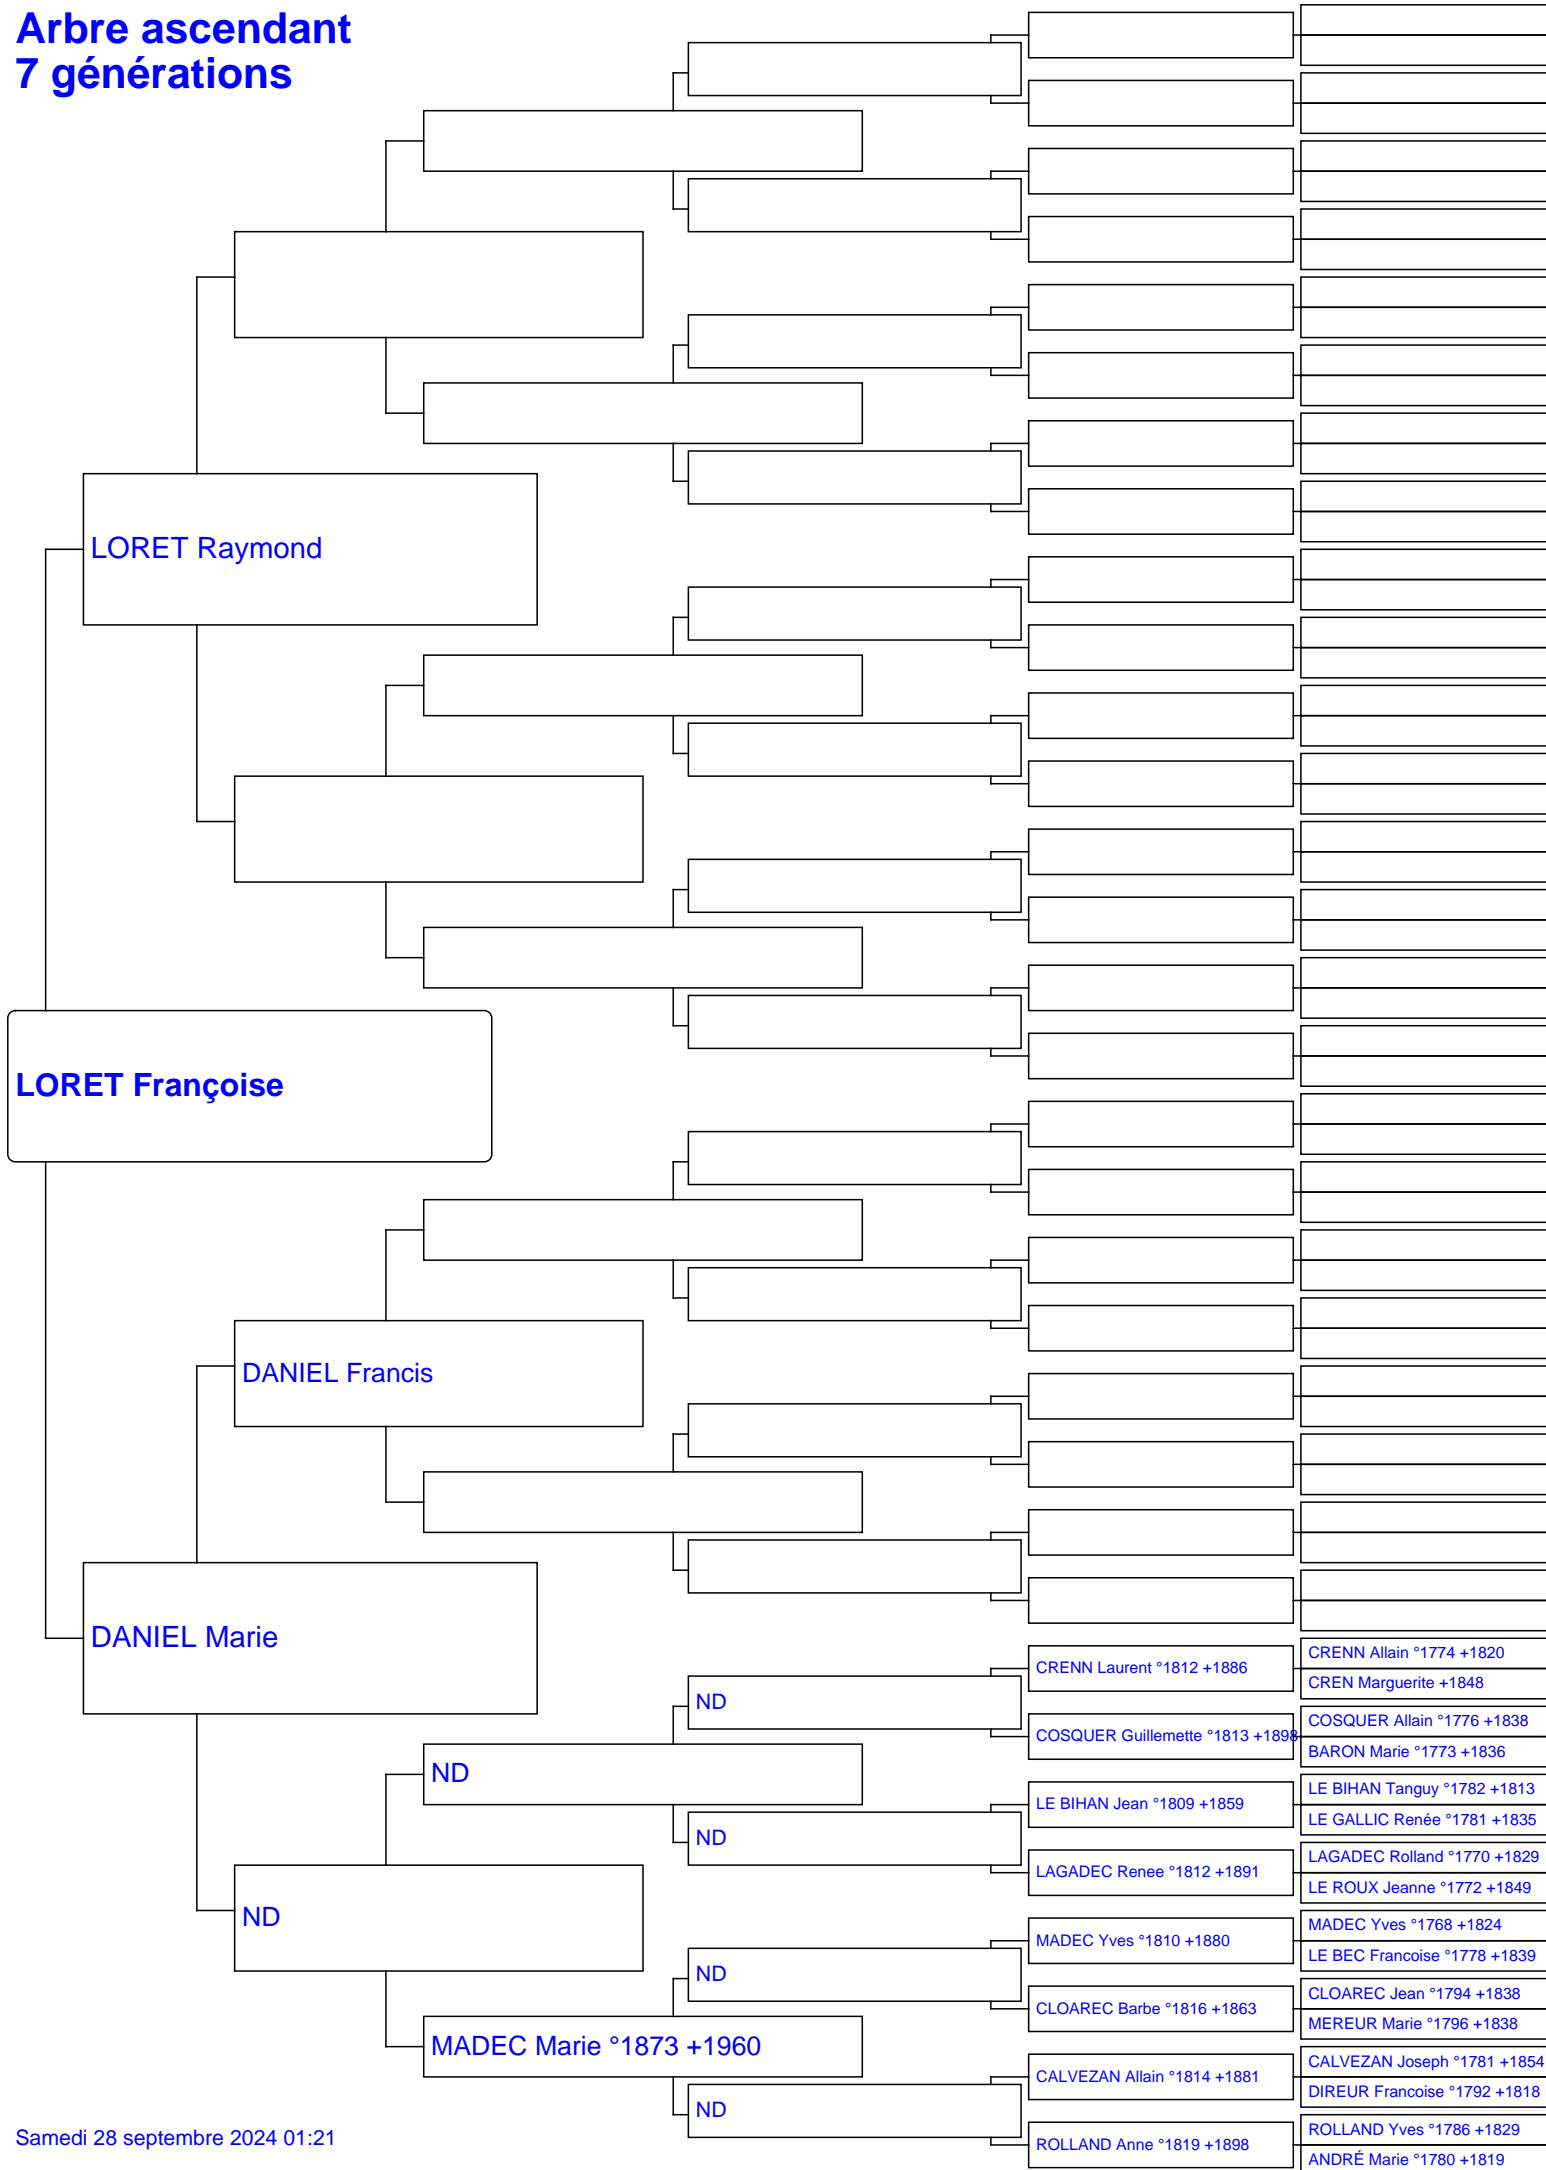 Arbre ascendant
7 générations
LORET Raymond
LORET Françoise
DANIEL Francis
DANIEL Marie
CRENN Allain °1774 +1820
CRENN Laurent °1812 +1886
CREN Marguerite +1848
ND
COSQUER Allain °1776 +1838
COSQUER Guillemette °1813 +1898
BARON Marie °1773 +1836
ND
LE BIHAN Tanguy °1782 +1813
LE BIHAN Jean °1809 +1859
LE GALLIC Renée °1781 +1835
ND
LAGADEC Rolland °1770 +1829
LAGADEC Renee °1812 +1891
LE ROUX Jeanne °1772 +1849
ND
MADEC Yves °1768 +1824
MADEC Yves °1810 +1880
LE BEC Francoise °1778 +1839
ND
CLOAREC Jean °1794 +1838
CLOAREC Barbe °1816 +1863
MEREUR Marie °1796 +1838
MADEC Marie °1873 +1960
CALVEZAN Joseph °1781 +1854
CALVEZAN Allain °1814 +1881
DIREUR Francoise °1792 +1818
ND
ROLLAND Yves °1786 +1829
ROLLAND Anne °1819 +1898
ANDRÉ Marie °1780 +1819
Samedi 28 septembre 2024 01:21